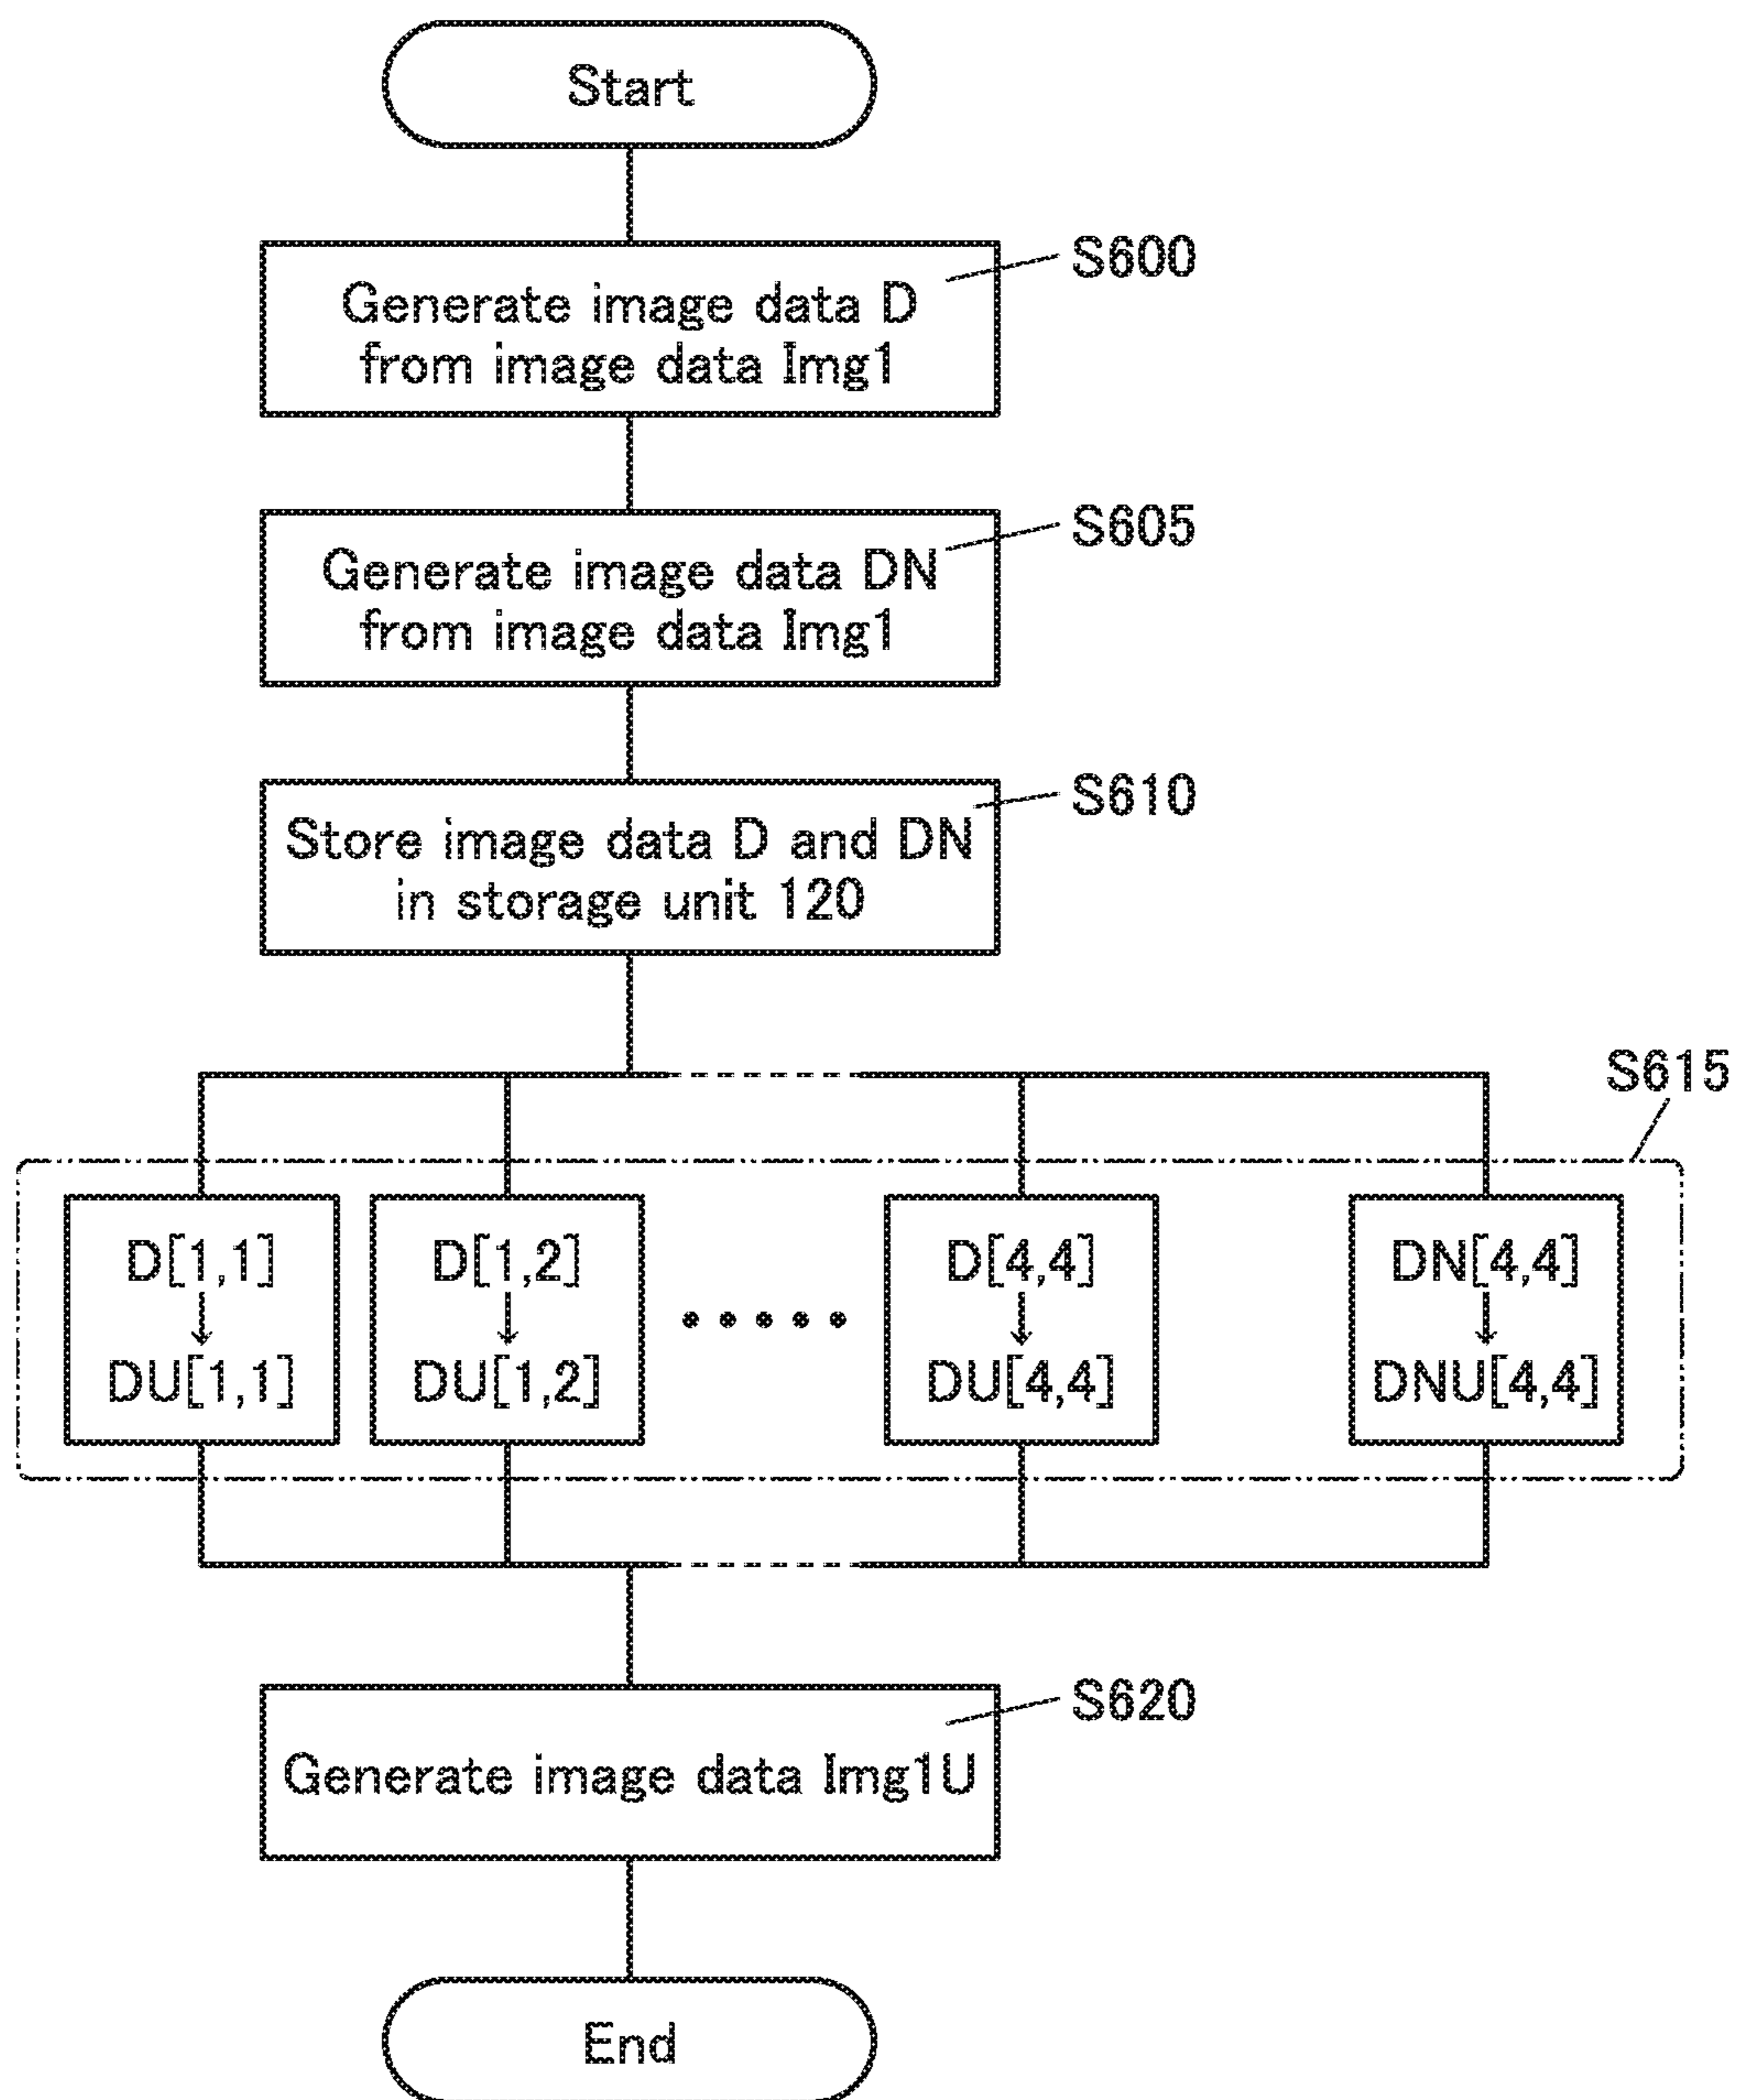 Start
S600
Generate image data D
from image data Img1
S605
Generate image data DN
from image data Img1
S610
Store image data D and DN
in storage unit 120
S615
D[1,1]
DU[1,1]
D[1,2]
DU[1,2]
D[4,4]
DU[4,4]
DN[4,4]
DNU[4,4]
S620
Generate image data Img1U
End